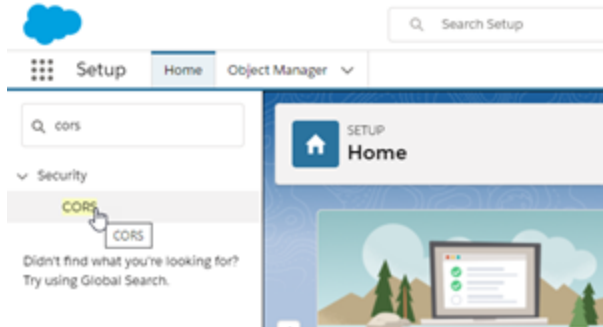 Search Setup
Setup Home Object Manager
cors
SETUP
Home
Security
CORS
CORS
Didn't find what you're looking for?
Try using Global Search.